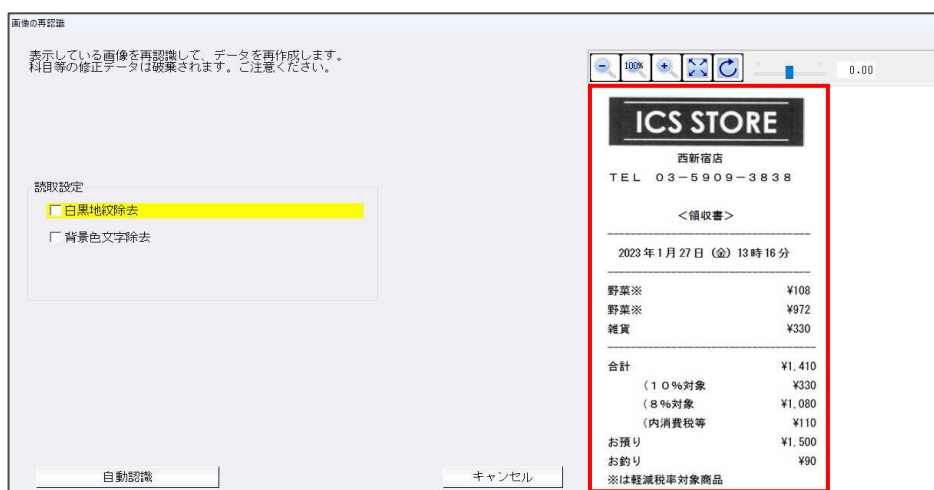 画像の再認識
表示している画像を再認識して、データを再作成します。
科目等の修正データは破棄されます。ご注意ください。
読取設定
白黒地紋除去
背景色文字除去
自動認識
キャンセル
100%
0.00
ICS STORE
西新宿店
TEL 03-5909-3838
<領収書>
2023年1月27日(金)13時16分
野菜※ ¥108
野菜※ ¥972
雑貨 ¥330
合計 ¥1,410
(10%対象 ¥330
(8%対象 ¥1,080
(内消費税等 ¥110
お預り ¥1,500
お釣り ¥90
※は軽減税率対象商品